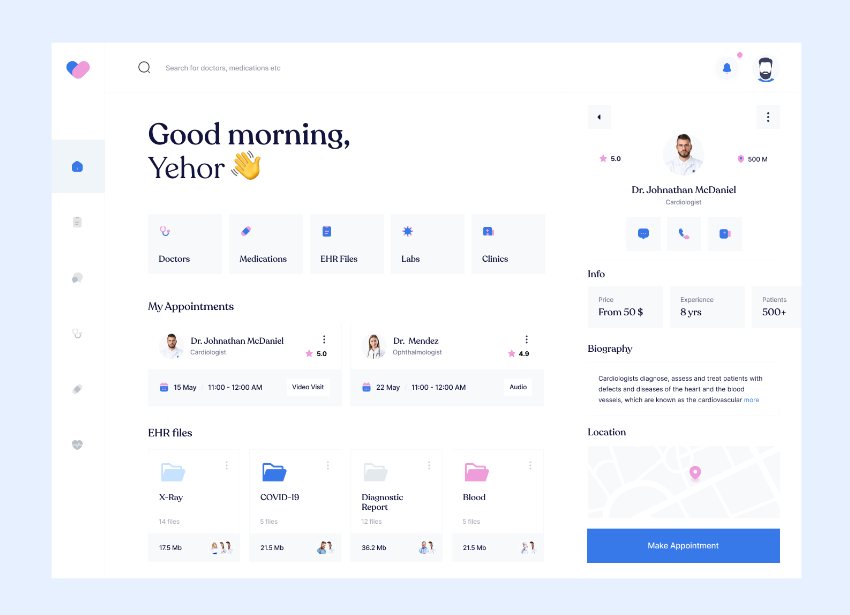 Search for doctors, medications etc
Good morning,
Yehor
Doctors
Medications
EHR Files
Labs
Clinics
My Appointments
Dr. Johnathan McDaniel
Cardiologist
5.0
15 May
11:00 - 12:00 AM
Video Visit
Dr. Mendez
Ophthalmologist
4.9
22 May
11:00 - 12:00 AM
Audio
EHR files
X-Ray
14 files
17.5 Mb
COVID-19
5 files
21.5 Mb
Diagnostic
Report
12 files
36.2 Mb
Blood
5 files
21.5 Mb
5.0
500 M
Dr. Johnathan McDaniel
Cardiologist
Info
Price
From 50 $
Experience
8 yrs
Patients
500+
Biography
Cardiologists diagnose, assess and treat patients with
defects and diseases of the heart and the blood
vessels, which are known as the cardiovascular more
Location
Make Appointment